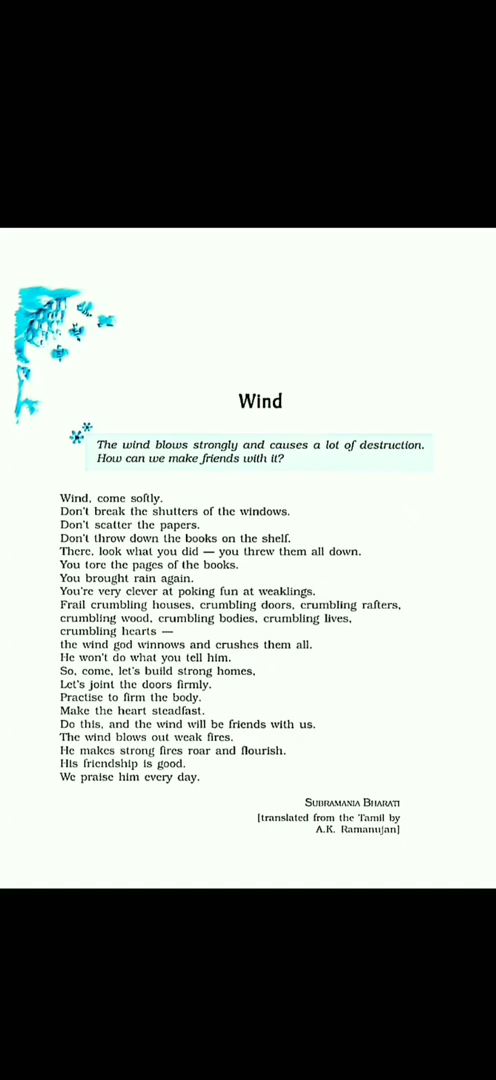 Wind
The wind blows strongly and causes a lot of destruction.
How can we make friends with it?
Wind, come softly.
Don't break the shutters of the windows.
Don't scatter the papers.
Don't throw down the books on the shelf.
There, look what you did — you threw them all down.
You tore the pages of the books.
You brought rain again.
You're very clever at poking fun at weaklings.
Frail crumbling houses, crumbling doors, crumbling rafters,
crumbling wood, crumbling bodies, crumbling lives,
crumbling hearts —
the wind god winnows and crushes them all.
He won't do what you tell him.
So, come, let's build strong homes,
Let's joint the doors firmly.
Practise to firm the body.
Make the heart steadfast.
Do this, and the wind will be friends with us.
The wind blows out weak fires.
He makes strong fires roar and flourish.
His friendship is good.
We praise him every day.
SUBRAMANIA BHARATI
[translated from the Tamil by
A.K. Ramanujan]